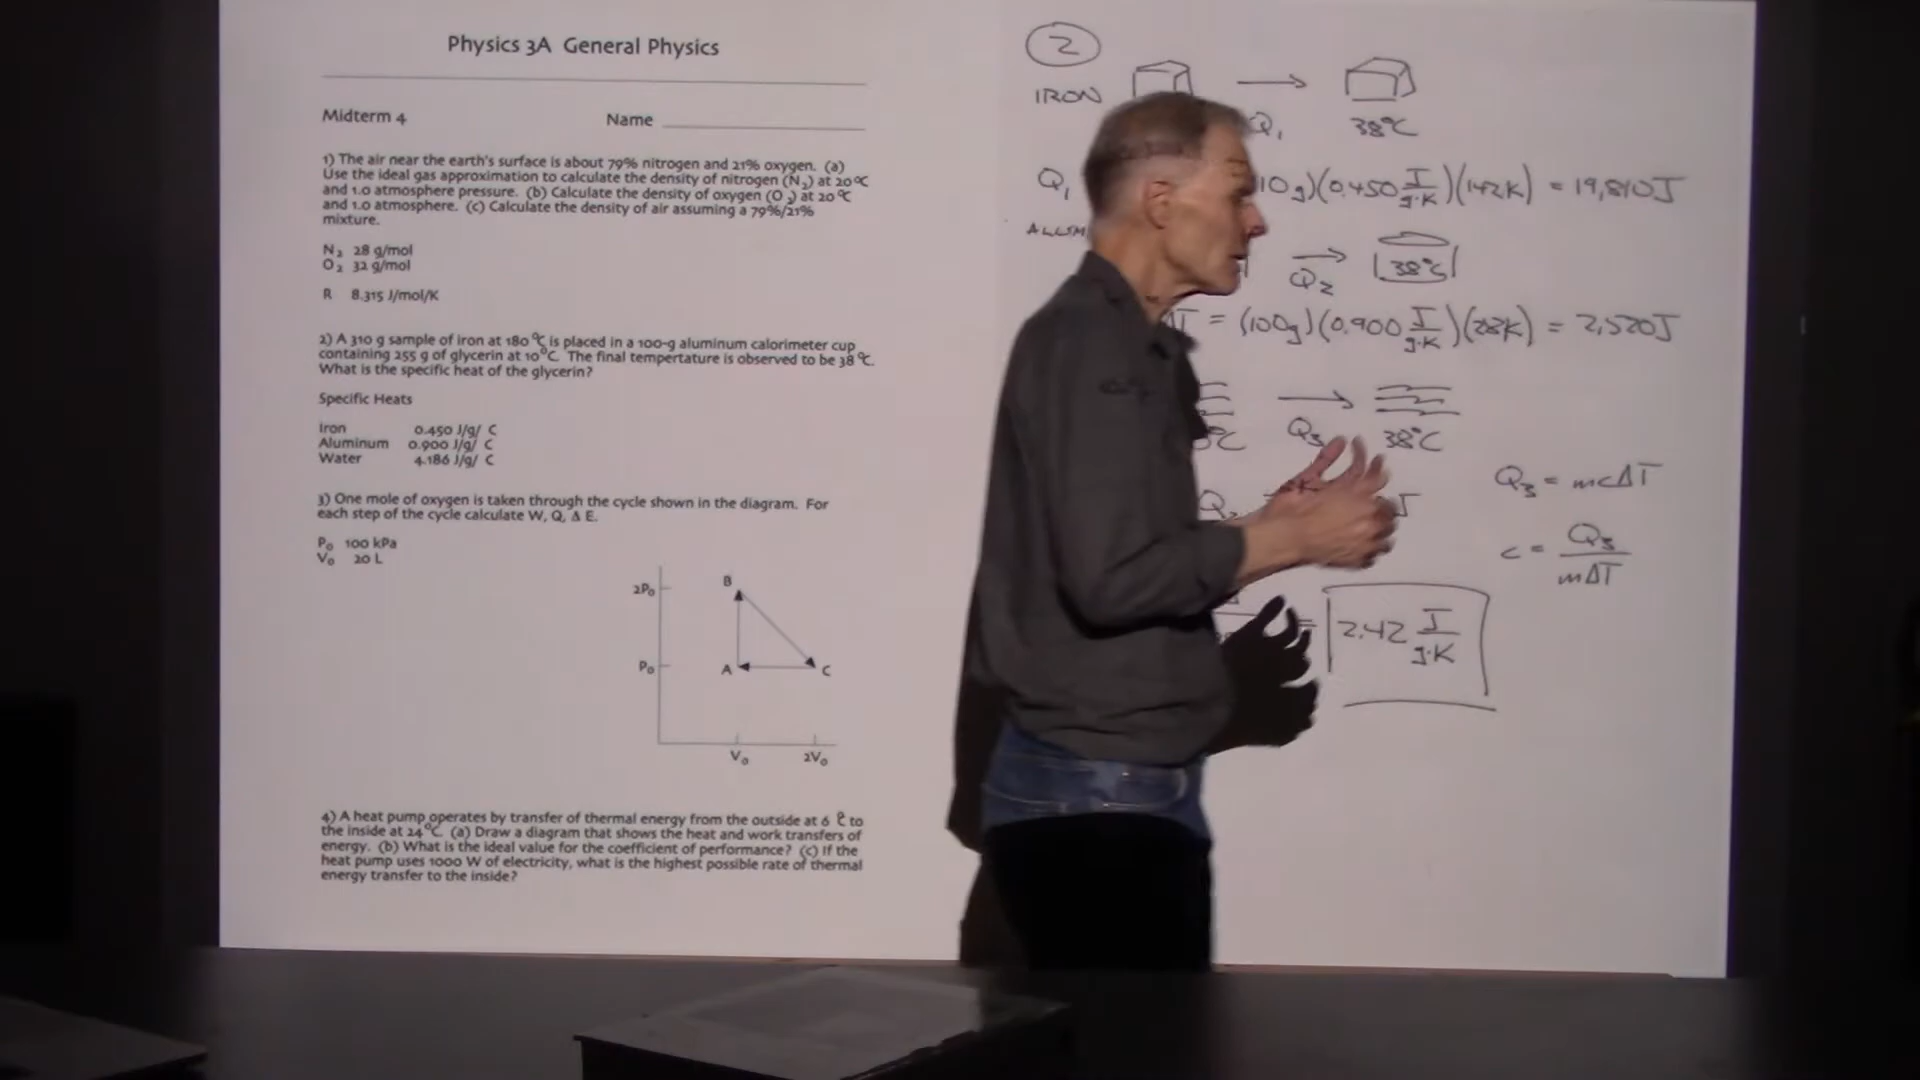 Physics 3A General Physics
Midterm 4
Name
1) The air near the earth's surface is about 79% nitrogen and 21% oxygen. (a)
Use the ideal gas approximation to calculate the density of nitrogen (N₂) at 20 °C
and 1.0 atmosphere pressure. (b) Calculate the density of oxygen (O₂) at 20 °C
and 1.0 atmosphere. (c) Calculate the density of air assuming a 79%/21%
mixture.
N₂ 28 g/mol
O₂ 32 g/mol
R 8.315 J/mol/K
2) A 310 g sample of iron at 180 °C is placed in a 100-g aluminum calorimeter cup
containing 255 g of glycerin at 10°C. The final tempertature is observed to be 38 °C.
What is the specific heat of the glycerin?
Specific Heats
Iron 0.450 J/g/ C
Aluminum 0.900 J/g/ C
Water 4.186 J/g/ C
3) One mole of oxygen is taken through the cycle shown in the diagram. For
each step of the cycle calculate W, Q, Δ E.
P₀ 100 kPa
V₀ 20 L
2P₀
B
P₀
A
C
V₀
2V₀
4) A heat pump operates by transfer of thermal energy from the outside at 6 °C to
the inside at 24°C. (a) Draw a diagram that shows the heat and work transfers of
energy. (b) What is the ideal value for the coefficient of performance? (c) If the
heat pump uses 1000 W of electricity, what is the highest possible rate of thermal
energy transfer to the inside?
2
IRON
Q₁
38°C
Q₁
10g)(0.450 J/g·K)(142K) = 19,810J
ALUM
Q₂
38°C
ΔT = (100g)(0.900 J/g·K)(28K) = 2,520J
°C
Q₃
38°C
Q₂
J
Q₃ = mcΔT
c = Q₃/mΔT
= 2.42 J/g·K